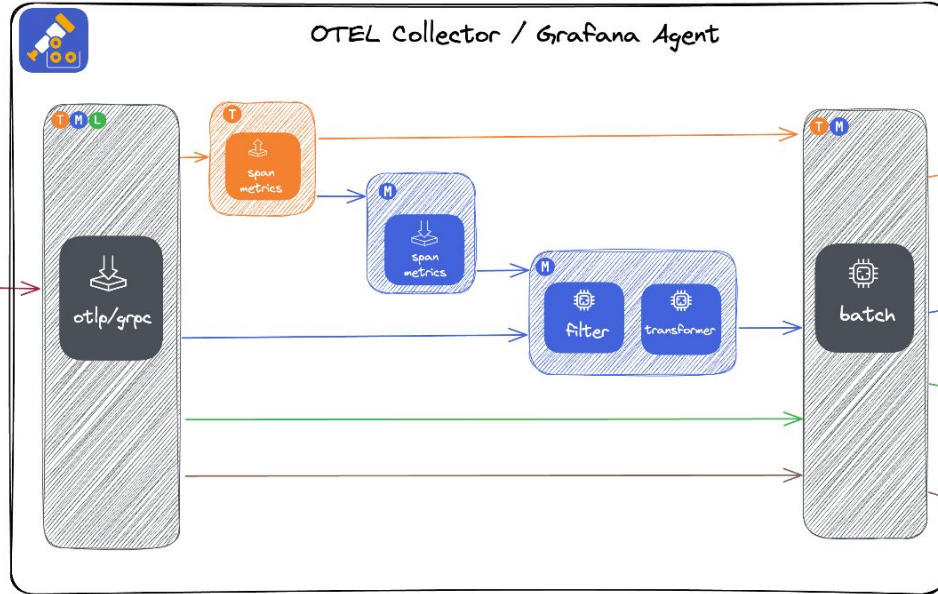 OTEL Collector / Grafana Agent
T M L
T
span
metrics
T M
M
span
metrics
otlp/grpc
M
filter
transformer
batch